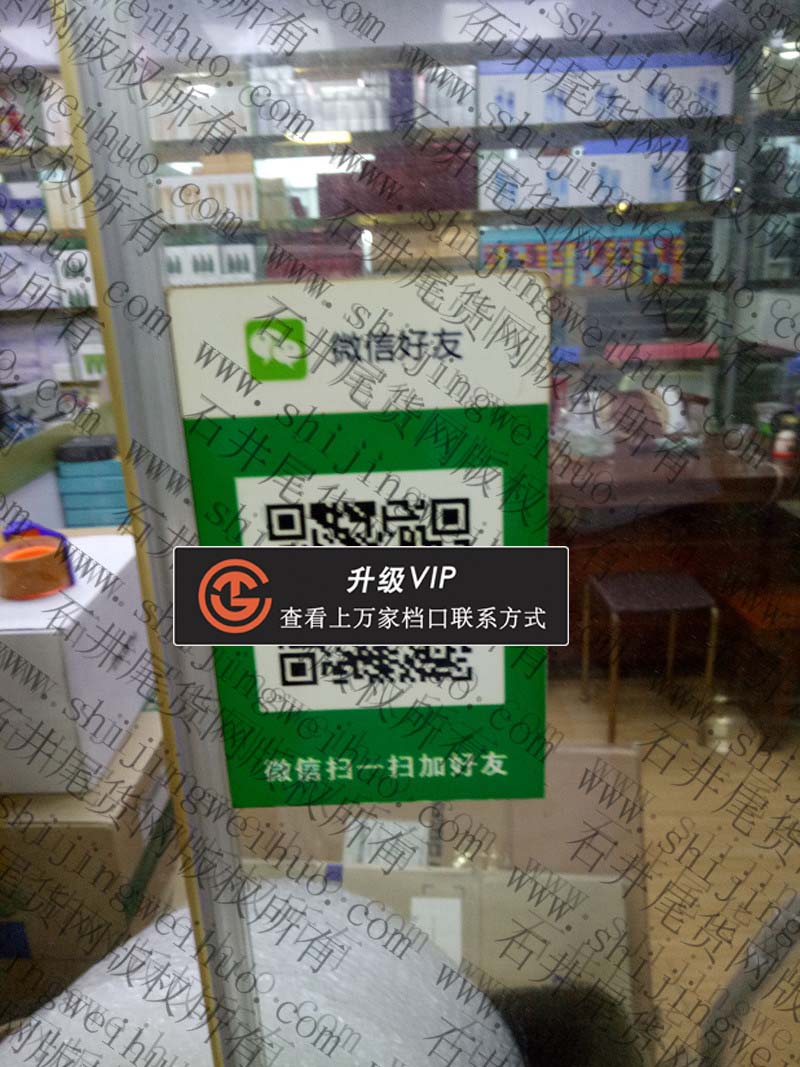 微信好友
升级VIP
查看上万家档口联系方式
微信扫一扫加好友
石井尾货网版权所有
www.shijingweihuo.com